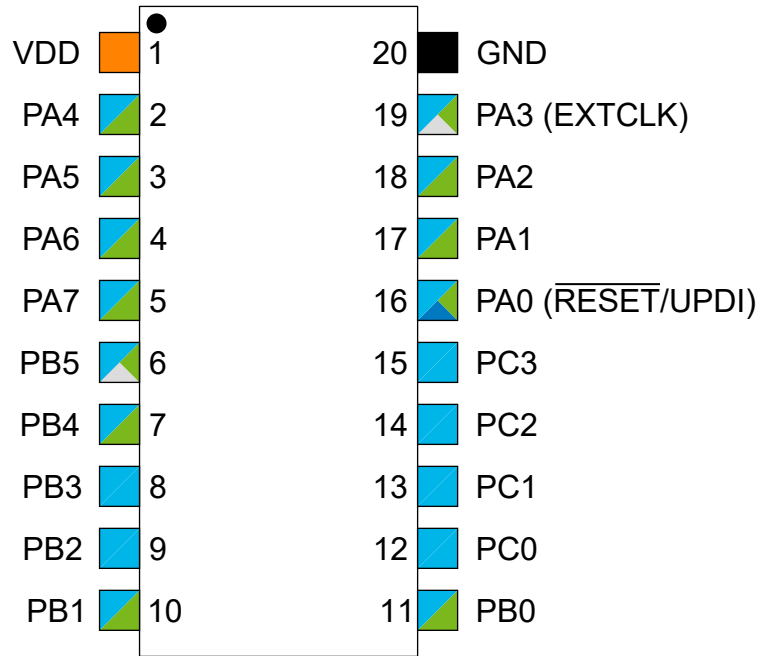 VDD 1 20 GND
PA4 2 19 PA3 (EXTCLK)
PA5 3 18 PA2
PA6 4 17 PA1
PA7 5 16 PA0 (RESET/UPDI)
PB5 6 15 PC3
PB4 7 14 PC2
PB3 8 13 PC1
PB2 9 12 PC0
PB1 10 11 PB0